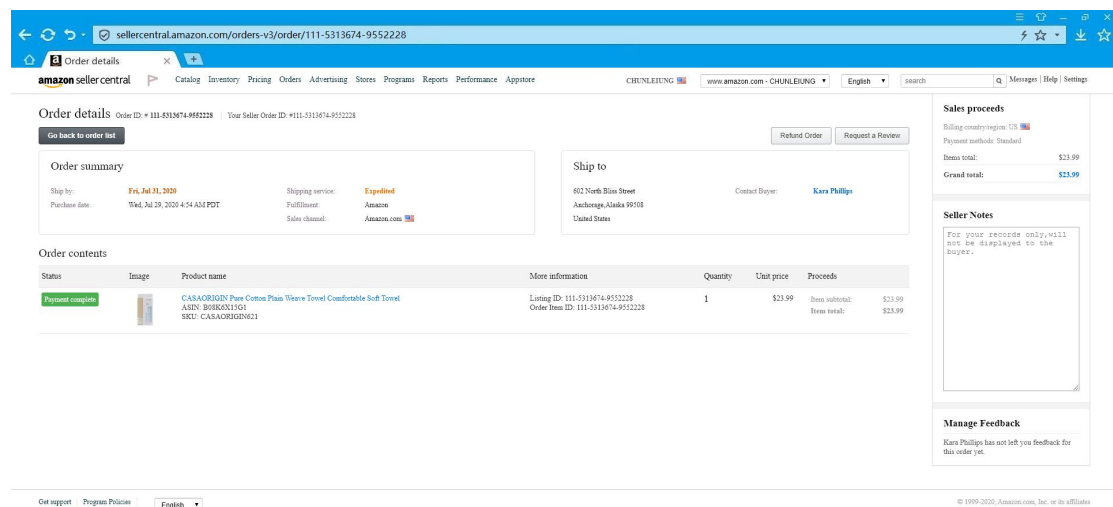 sellercentral.amazon.com/orders-v3/order/111-5313674-9552228
Order details
amazon seller central Catalog Inventory Pricing Orders Advertising Stores Programs Reports Performance Appstore CHUNLEIUNG www.amazon.com - CHUNLEIUNG English search Messages | Help | Settings
Order details Order ID: # 111-5313674-9552228 Your Seller Order ID: #111-5313674-9552228
Go back to order list Refund Order Request a Review
Order summary
Ship by: Fri, Jul 31, 2020 Shipping service: Expedited
Purchase date: Wed, Jul 29, 2020 4:54 AM PDT Fulfillment: Amazon
Sales channel: Amazon.com
Ship to
602 North Bliss Street Contact Buyer: Kara Phillips
Anchorage,Alaska 99508
United States
Order contents
Status Image Product name More information Quantity Unit price Proceeds
Payment complete CASAORIGIN Pure Cotton Plain Weave Towel Comfortable Soft Towel Listing ID: 111-5313674-9552228 1 $23.99 Item subtotal: $23.99
ASIN: B08K6X15G1 Order Item ID: 111-5313674-9552228 Item total: $23.99
SKU: CASAORIGIN621
Sales proceeds
Billing country/region: US
Payment methods: Standard
Items total: $23.99
Grand total: $23.99
Seller Notes
For your records only,will
not be displayed to the
buyer.
Manage Feedback
Kara Phillips has not left you feedback for
this order yet.
Get support Program Policies English © 1999-2020, Amazon.com, Inc. or its affiliates